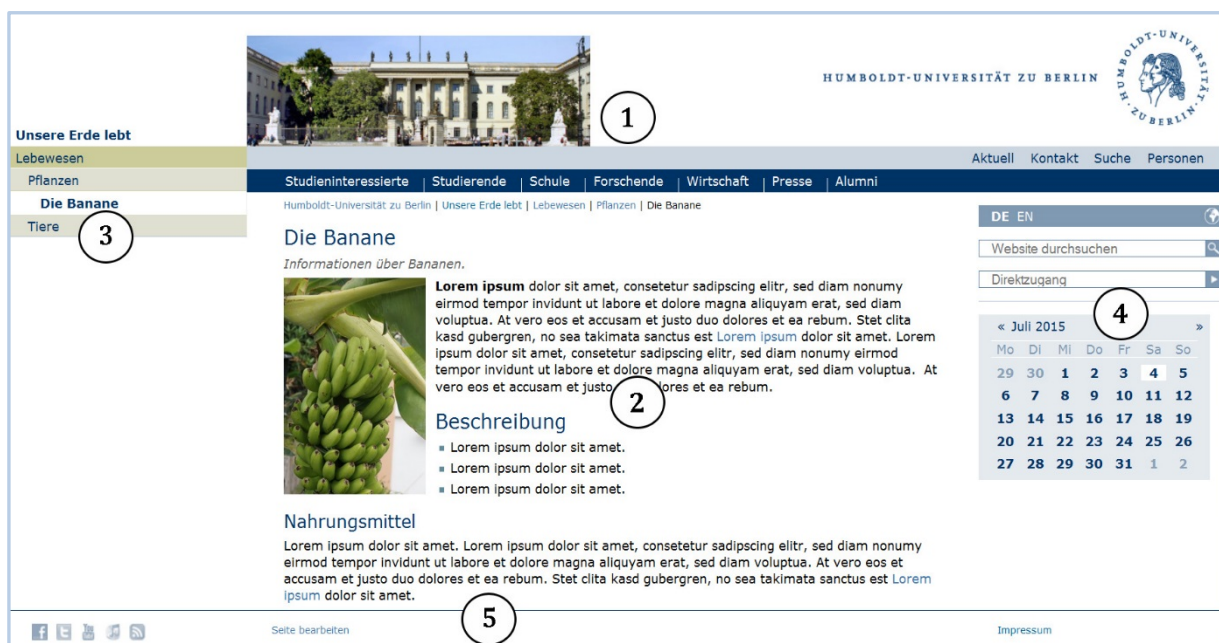 HUMBOLDT-UNIVERSITÄT ZU BERLIN
HUMBOLDT-UNIVERSITÄT ZU BERLIN
1
Unsere Erde lebt
Lebewesen
Pflanzen
Die Banane
Tiere
3
Aktuell Kontakt Suche Personen
Studieninteressierte | Studierende | Schule | Forschende | Wirtschaft | Presse | Alumni
Humboldt-Universität zu Berlin | Unsere Erde lebt | Lebewesen | Pflanzen | Die Banane
Die Banane
Informationen über Bananen.
Lorem ipsum dolor sit amet, consetetur sadipscing elitr, sed diam nonumy
eirmod tempor invidunt ut labore et dolore magna aliquyam erat, sed diam
voluptua. At vero eos et accusam et justo duo dolores et ea rebum. Stet clita
kasd gubergren, no sea takimata sanctus est Lorem ipsum dolor sit amet. Lorem
ipsum dolor sit amet, consetetur sadipscing elitr, sed diam nonumy eirmod
tempor invidunt ut labore et dolore magna aliquyam erat, sed diam voluptua. At
vero eos et accusam et justo lores et ea rebum.
2
Beschreibung
Lorem ipsum dolor sit amet.
Lorem ipsum dolor sit amet.
Lorem ipsum dolor sit amet.
Nahrungsmittel
Lorem ipsum dolor sit amet. Lorem ipsum dolor sit amet, consetetur sadipscing elitr, sed diam nonumy
eirmod tempor invidunt ut labore et dolore magna aliquyam erat, sed diam voluptua. At vero eos et
accusam et justo duo dolores et ea rebum. Stet clita kasd gubergren, no sea takimata sanctus est Lorem
ipsum dolor sit amet.
DE EN
Website durchsuchen
Direktzugang
4
« Juli 2015 »
Mo Di Mi Do Fr Sa So
29 30 1 2 3 4 5
6 7 8 9 10 11 12
13 14 15 16 17 18 19
20 21 22 23 24 25 26
27 28 29 30 31 1 2
5
Seite bearbeiten
Impressum